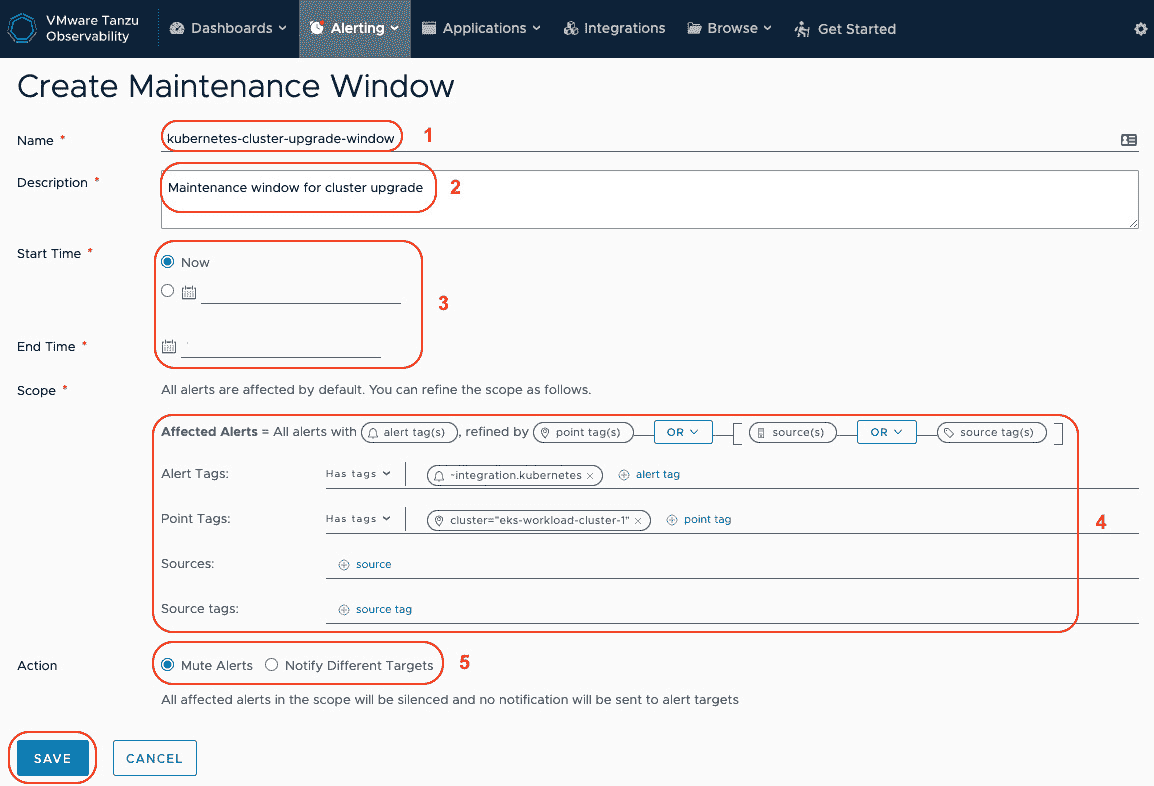 VMware Tanzu Observability Dashboards Alerting Applications Integrations Browse Get Started
Create Maintenance Window
Name * kubernetes-cluster-upgrade-window 1
Description * Maintenance window for cluster upgrade 2
Start Time * Now
3
End Time *
Scope * All alerts are affected by default. You can refine the scope as follows.
Affected Alerts = All alerts with alert tag(s), refined by point tag(s) OR [ source(s) OR source tag(s) ]
Alert Tags: Has tags ~integration.kubernetes × alert tag
Point Tags: Has tags cluster="eks-workload-cluster-1" × point tag
4
Sources: source
Source tags: source tag
Action Mute Alerts Notify Different Targets 5
All affected alerts in the scope will be silenced and no notification will be sent to alert targets
SAVE CANCEL